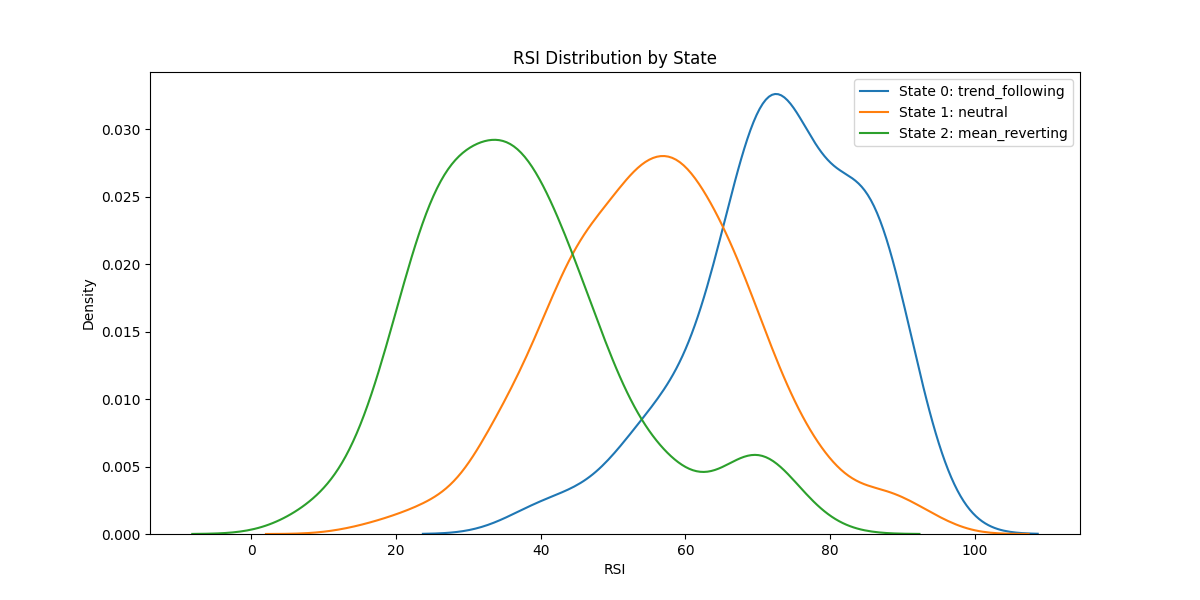 RSI Distribution by State
State 0: trend_following
State 1: neutral
State 2: mean_reverting
Density
0.030
0.025
0.020
0.015
0.010
0.005
0.000
0 20 40 60 80 100
RSI